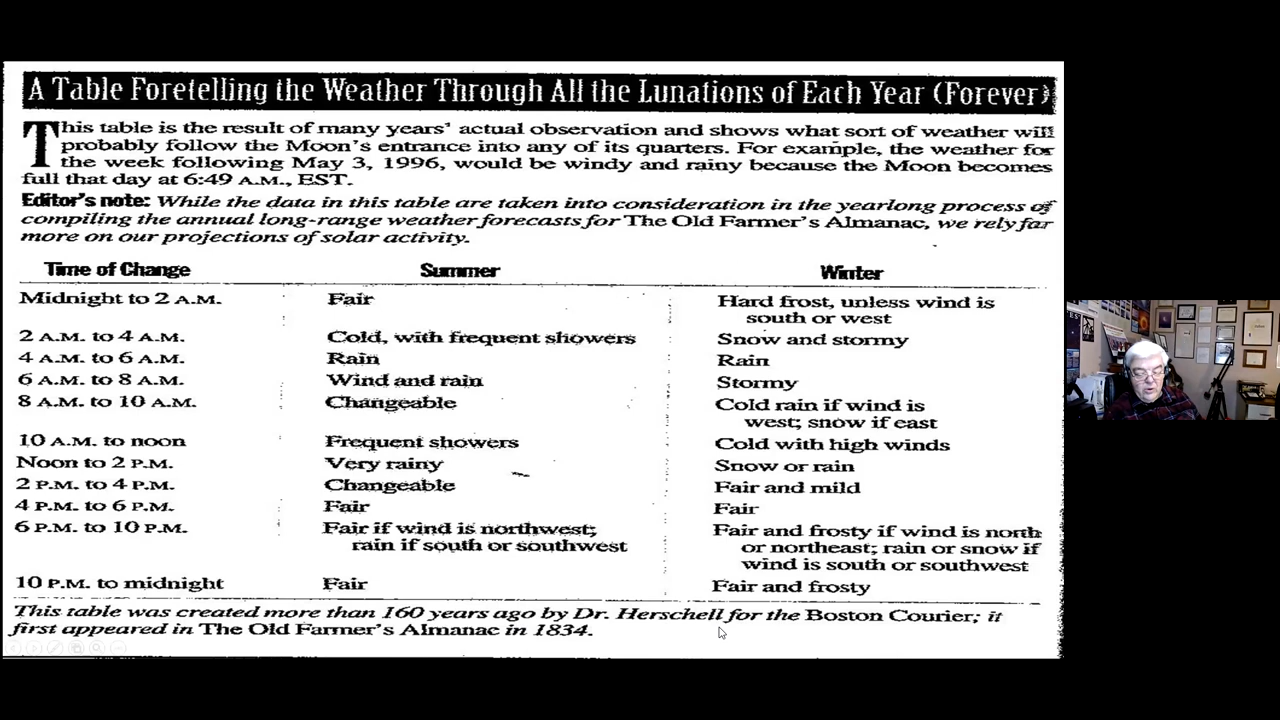 A Table Foretelling the Weather Through All the Lunations of Each Year (Forever)
This table is the result of many years' actual observation and shows what sort of weather will
probably follow the Moon's entrance into any of its quarters. For example, the weather for
the week following May 3, 1996, would be windy and rainy because the Moon becomes
full that day at 6:49 A.M., EST.
Editor's note: While the data in this table are taken into consideration in the yearlong process of
compiling the annual long-range weather forecasts for The Old Farmer's Almanac, we rely far
more on our projections of solar activity.
Time of Change Summer Winter
Midnight to 2 A.M. Fair Hard frost, unless wind is
south or west
2 A.M. to 4 A.M. Cold, with frequent showers Snow and stormy
4 A.M. to 6 A.M. Rain Rain
6 A.M. to 8 A.M. Wind and rain Stormy
8 A.M. to 10 A.M. Changeable Cold rain if wind is
west; snow if east
10 A.M. to noon Frequent showers Cold with high winds
Noon to 2 P.M. Very rainy Snow or rain
2 P.M. to 4 P.M. Changeable Fair and mild
4 P.M. to 6 P.M. Fair Fair
6 P.M. to 10 P.M. Fair if wind is northwest; Fair and frosty if wind is north
rain if south or southwest or northeast; rain or snow if
wind is south or southwest
10 P.M. to midnight Fair Fair and frosty
This table was created more than 160 years ago by Dr. Herschell for the Boston Courier; it
first appeared in The Old Farmer's Almanac in 1834.